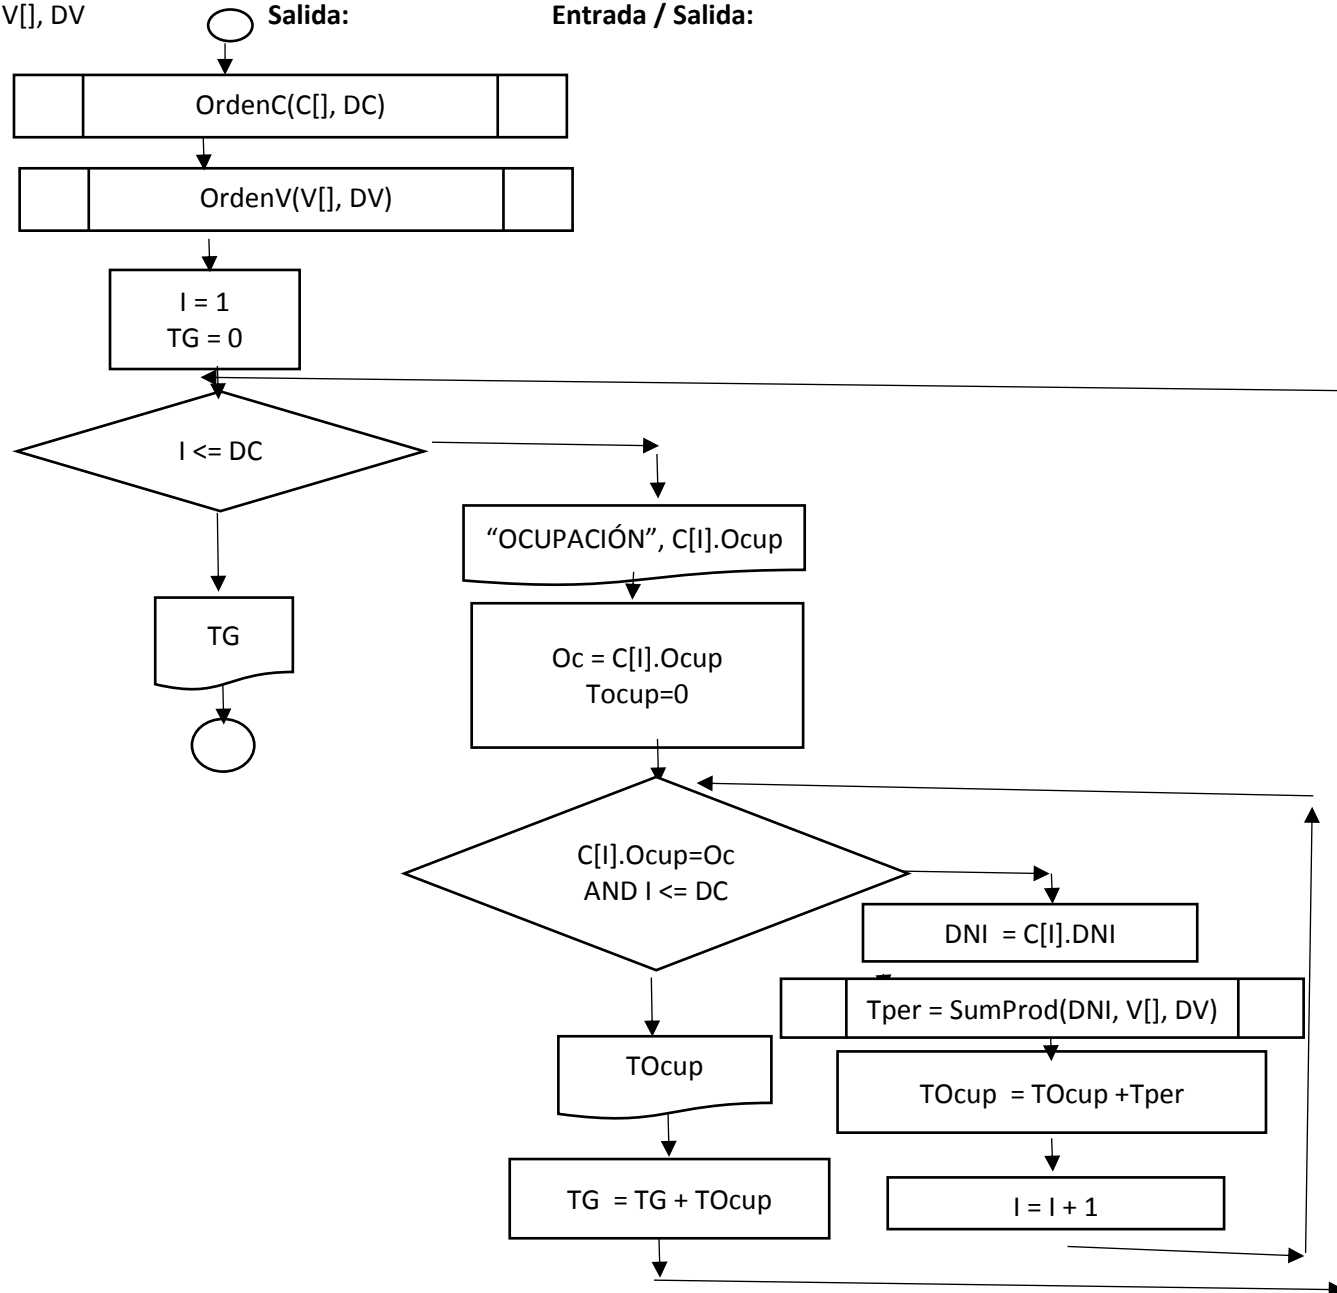 V[], DV
Salida:
Entrada / Salida:
OrdenC(C[], DC)
OrdenV(V[], DV)
I = 1
TG = 0
I <= DC
“OCUPACIÓN”, C[I].Ocup
TG
Oc = C[I].Ocup
Tocup=0
C[I].Ocup=Oc
AND I <= DC
DNI = C[I].DNI
Tper = SumProd(DNI, V[], DV)
TOcup
TOcup = TOcup +Tper
TG = TG + TOcup
I = I + 1